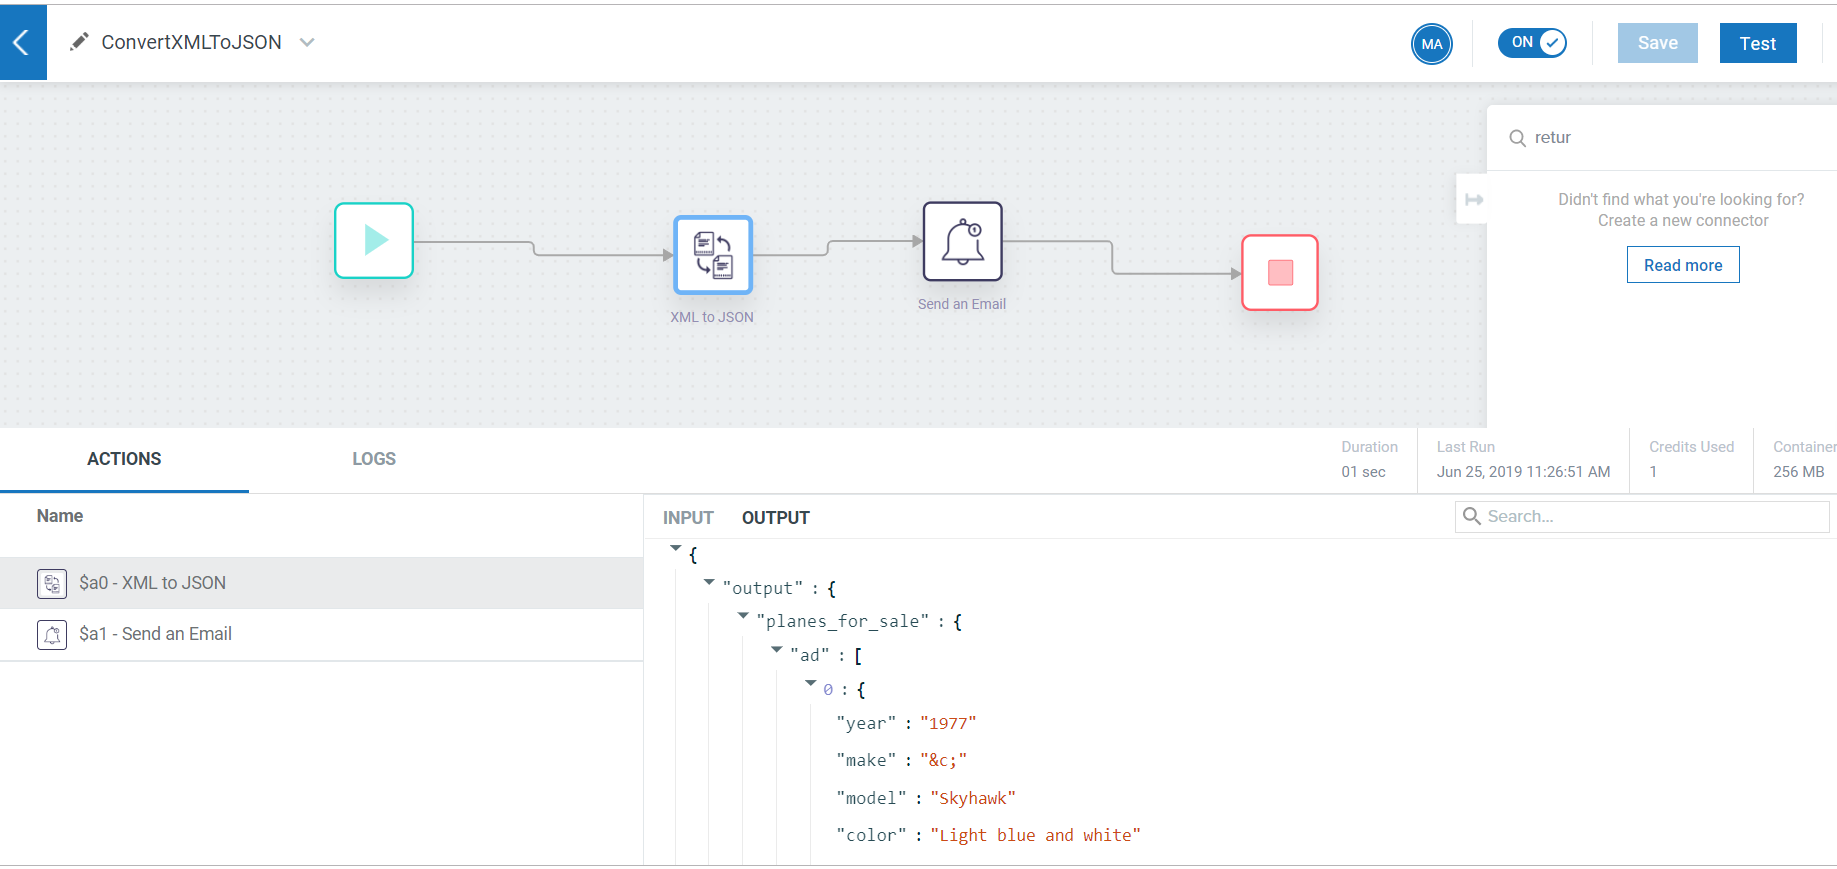 ConvertXMLToJSON
MA
ON
Save
Test
retur
Didn't find what you're looking for?
Create a new connector
Read more
XML to JSON
Send an Email
ACTIONS
LOGS
Duration
01 sec
Last Run
Jun 25, 2019 11:26:51 AM
Credits Used
1
Container
256 MB
Name
$a0 - XML to JSON
$a1 - Send an Email
INPUT
OUTPUT
Search...
{
"output" : {
"planes_for_sale" : {
"ad" : [
0 : {
"year" : "1977"
"make" : "&c;"
"model" : "Skyhawk"
"color" : "Light blue and white"